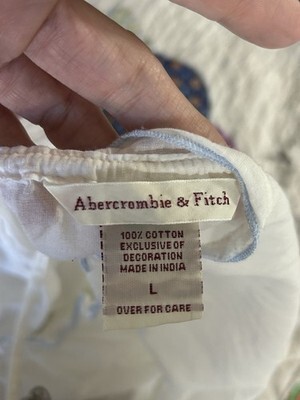 Abercrombie & Fitch
100% COTTON
EXCLUSIVE OF
DECORATION
MADE IN INDIA
L
OVER FOR CARE